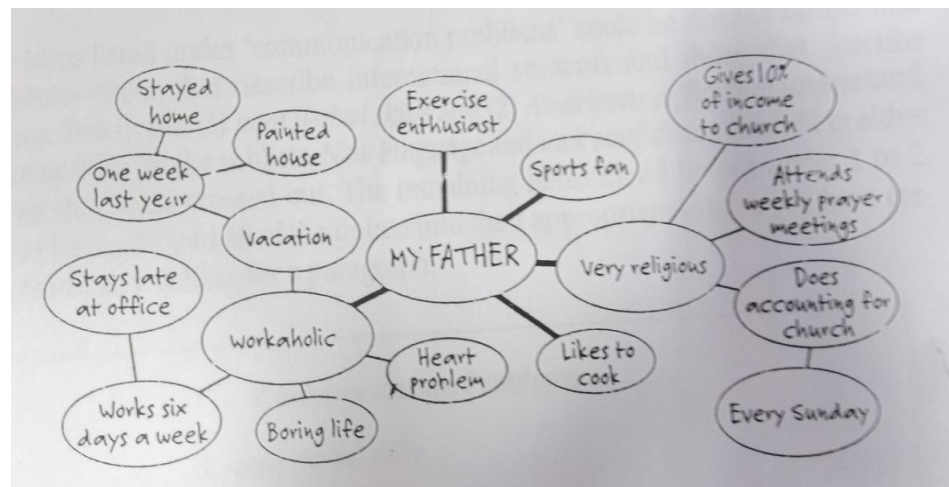 Stayed
home
Painted
house
One week
last year
Vacation
Exercise
enthusiast
Sports fan
Gives 10%
of income
to church
Attends
weekly prayer
meetings
MY FATHER
Very religious
Stays late
at office
Does
accounting for
church
workaholic
Heart
problem
Likes to
cook
Works six
days a week
Boring life
Every Sunday